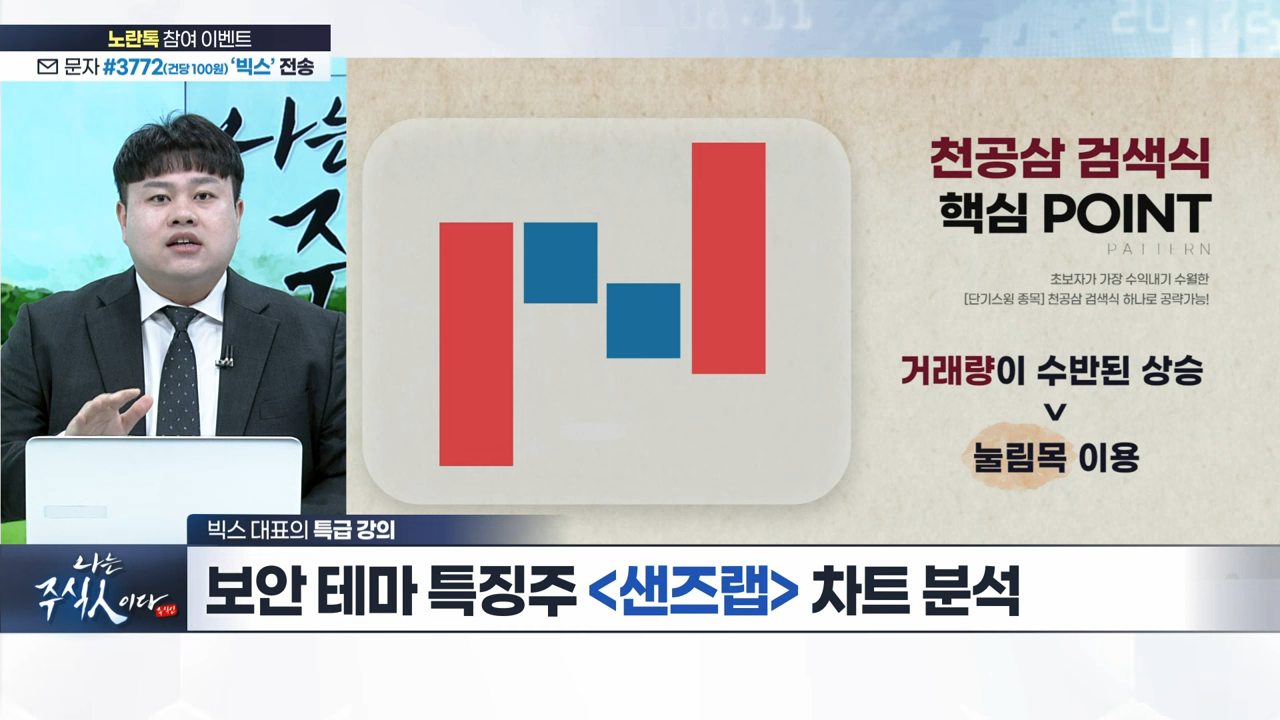 노란톡 참여 이벤트
문자 #3772(건당 100원) '빅스' 전송
나는
주
천공삼 검색식
핵심 POINT
PATTERN
초보자가 가장 수익내기 수월한
[단기스윙 종목] 천공삼 검색식 하나로 공략가능!
거래량이 수반된 상승
눌림목 이용
빅스 대표의 특급 강의
나는
주식人이다
보안 테마 특징주 <샌즈랩> 차트 분석